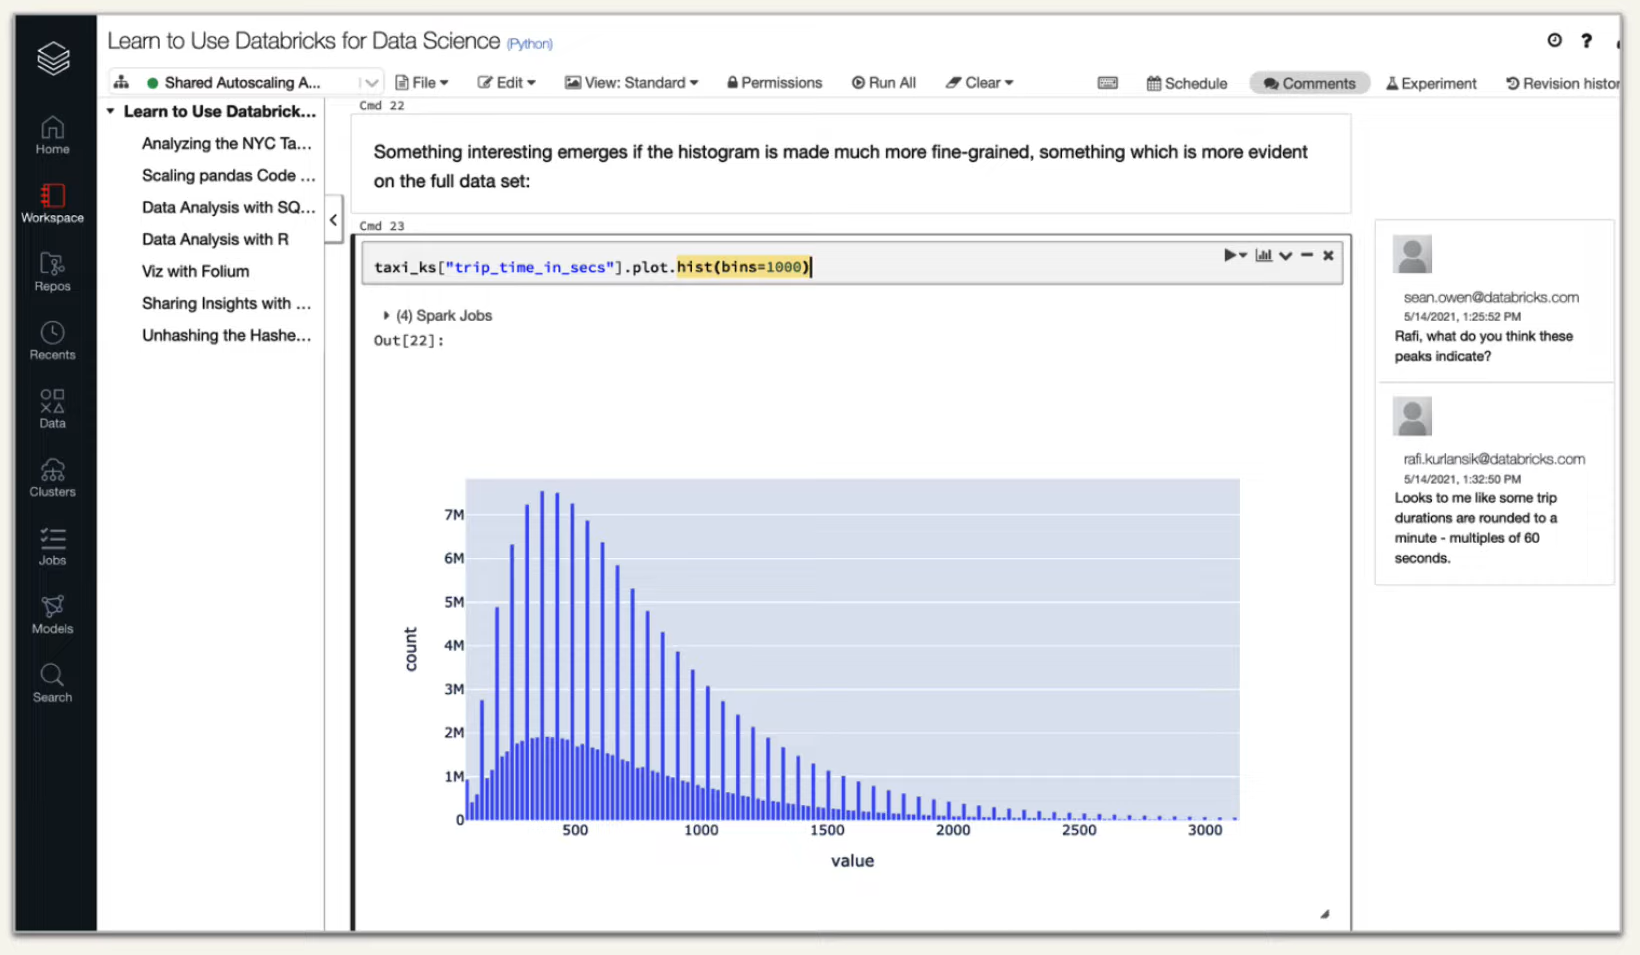 Learn to Use Databricks for Data Science (Python)
?
Shared Autoscaling A...
File
Edit
View: Standard
Permissions
Run All
Clear
Schedule
Comments
Experiment
Revision histor
Home
Workspace
Repos
Recents
Data
Clusters
Jobs
Models
Search
Learn to Use Databrick...
Analyzing the NYC Ta...
Scaling pandas Code ...
Data Analysis with SQ...
Data Analysis with R
Viz with Folium
Sharing Insights with ...
Unhashing the Hashe...
Cmd 22
Something interesting emerges if the histogram is made much more fine-grained, something which is more evident
on the full data set:
Cmd 23
taxi_ks["trip_time_in_secs"].plot.hist(bins=1000)
(4) Spark Jobs
Out[22]:
7M
6M
5M
4M
3M
2M
1M
0
count
500
1000
1500
2000
2500
3000
value
sean.owen@databricks.com
5/14/2021, 1:25:52 PM
Rafi, what do you think these
peaks indicate?
rafi.kurlansik@databricks.com
5/14/2021, 1:32:50 PM
Looks to me like some trip
durations are rounded to a
minute - multiples of 60
seconds.